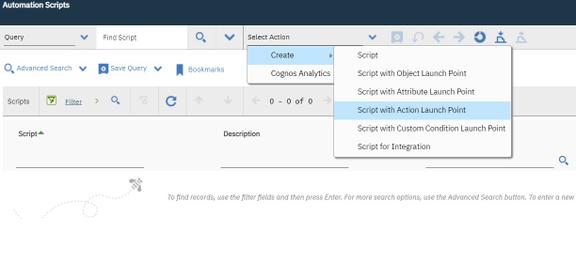 Automation Scripts
Query Find Script Select Action
Create Script
Cognos Analytics Script with Object Launch Point
Advanced Search Save Query Bookmarks Script with Attribute Launch Point
Scripts Filter 0 - 0 of 0 Script with Action Launch Point
Script with Custom Condition Launch Point
Script Description Script for Integration
To find records, use the filter fields and then press Enter. For more search options, use the Advanced Search button. To enter a new